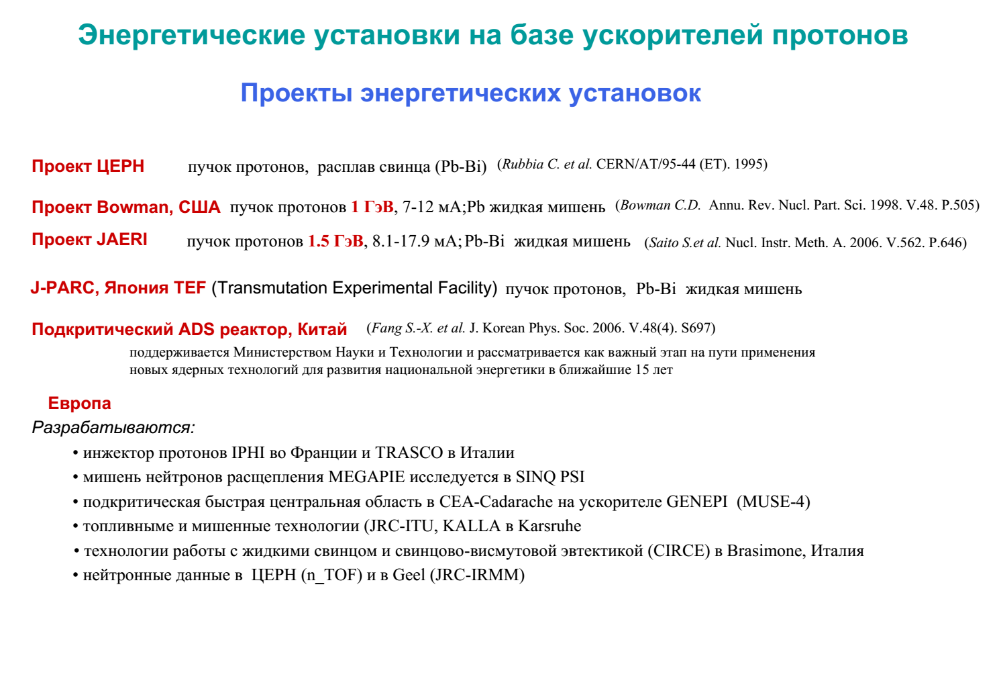 Энергетические установки на базе ускорителей протонов
Проекты энергетических установок
Проект ЦЕРН пучок протонов, расплав свинца (Pb-Bi) (Rubbia C. et al. CERN/AT/95-44 (ET). 1995)
Проект Bowman, США пучок протонов 1 ГэВ, 7-12 мА;Pb жидкая мишень (Bowman C.D. Annu. Rev. Nucl. Part. Sci. 1998. V.48. P.505)
Проект JAERI пучок протонов 1.5 ГэВ, 8.1-17.9 мА; Pb-Bi жидкая мишень (Saito S.et al. Nucl. Instr. Meth. A. 2006. V.562. P.646)
J-PARC, Япония TEF (Transmutation Experimental Facility) пучок протонов, Pb-Bi жидкая мишень
Подкритический ADS реактор, Китай (Fang S.-X. et al. J. Korean Phys. Soc. 2006. V.48(4). S697)
поддерживается Министерством Науки и Технологии и рассматривается как важный этап на пути применения
новых ядерных технологий для развития национальной энергетики в ближайшие 15 лет
Европа
Разрабатываются:
• инжектор протонов IPHI во Франции и TRASCO в Италии
• мишень нейтронов расщепления MEGAPIE исследуется в SINQ PSI
• подкритическая быстрая центральная область в CEA-Cadarache на ускорителе GENEPI (MUSE-4)
• топливныме и мишенные технологии (JRC-ITU, KALLA в Karsruhe
• технологии работы с жидкими свинцом и свинцово-висмутовой эвтектикой (CIRCE) в Brasimone, Италия
• нейтронные данные в ЦЕРН (n_TOF) и в Geel (JRC-IRMM)